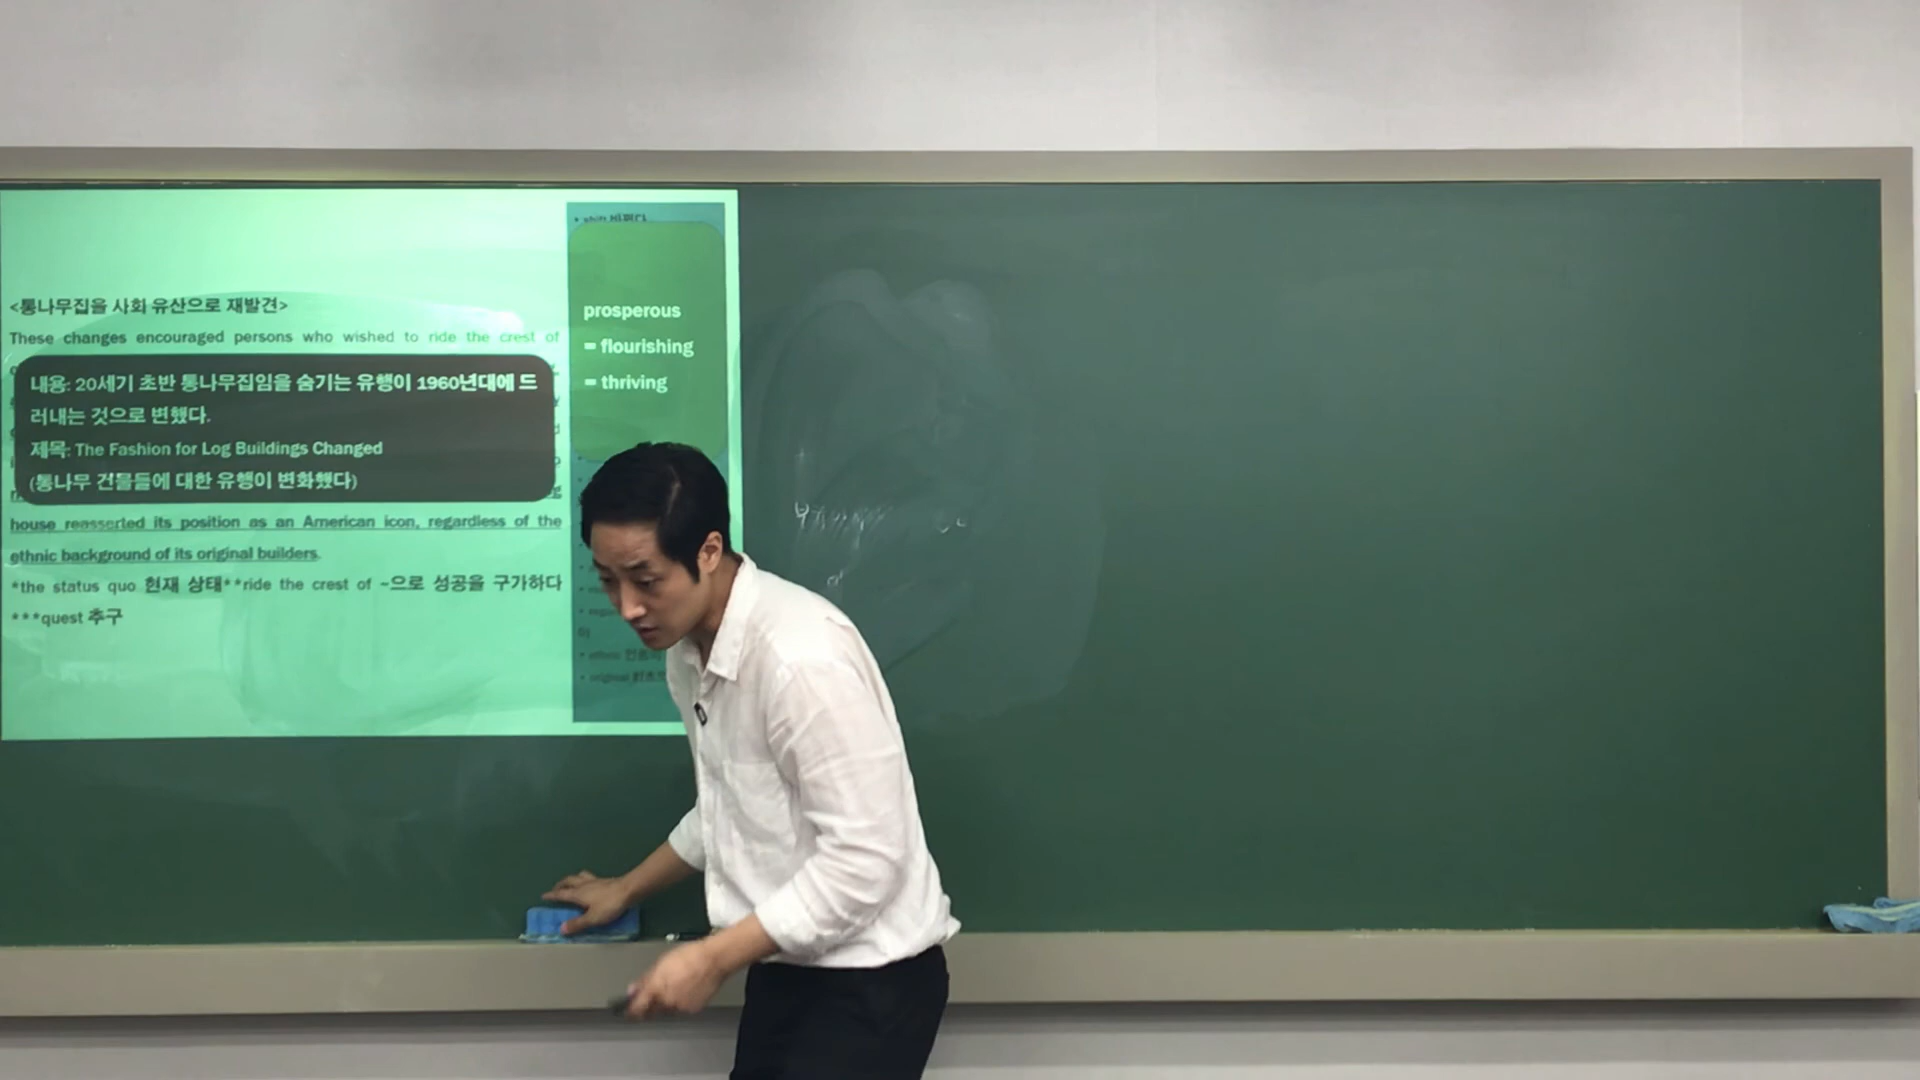 <통나무집을 사회 유산으로 재발견>
These changes encouraged persons who wished to ride the crest of
내용: 20세기 초반 통나무집임을 숨기는 유행이 1960년대에 드
러내는 것으로 변했다.
제목: The Fashion for Log Buildings Changed
(통나무 건물들에 대한 유행이 변화했다)
house reasserted its position as an American icon, regardless of the
ethnic background of its original builders.
*the status quo 현재 상태**ride the crest of ~으로 성공을 구가하다
***quest 추구
• shift 바뀌다
prosperous
= flourishing
= thriving
• ethnic
• original